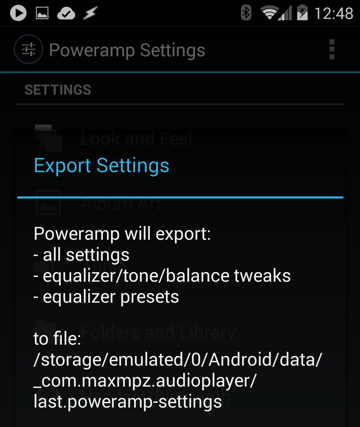 12:48
Poweramp Settings
SETTINGS
Look and Feel
Export Settings
Album Art
Poweramp will export:
- all settings
- equalizer/tone/balance tweaks
- equalizer presets
Folders and Library
to file:
/storage/emulated/0/Android/data/
_com.maxmpz.audioplayer/
last.poweramp-settings